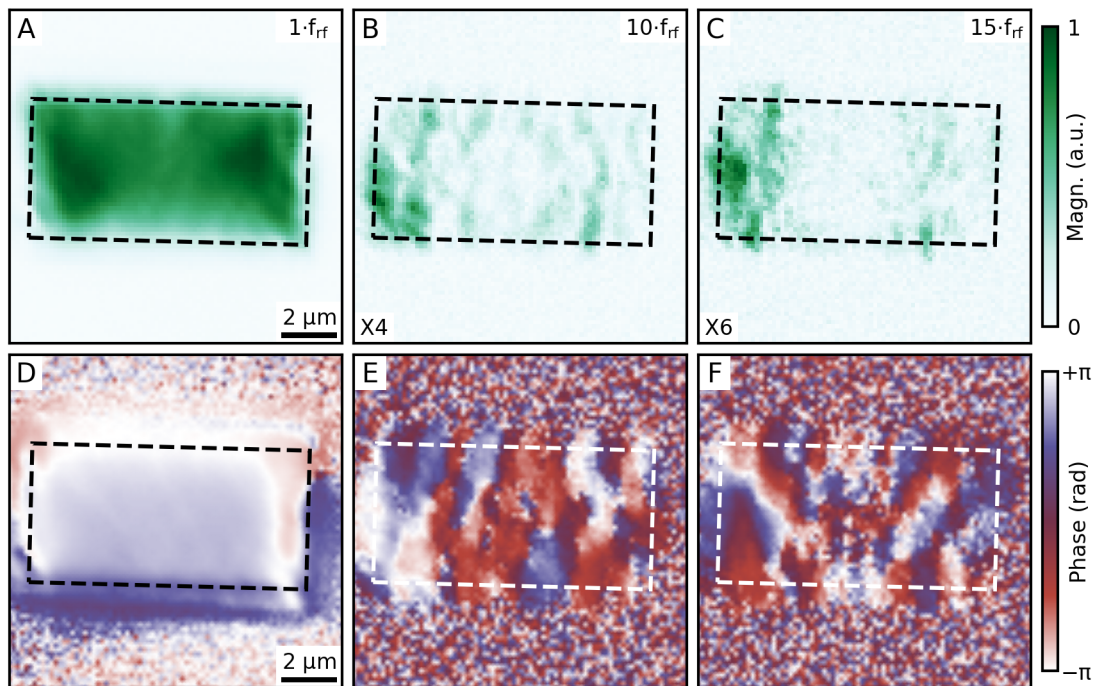 A
1·f_rf
B
10·f_rf
C
15·f_rf
1
Magn. (a.u.)
0
2 μm
X4
X6
D
E
F
+π
Phase (rad)
−π
2 μm